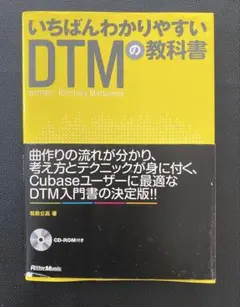 いちばんわかりやすい
DTMの教科書
曲作りの流れが分かり、
考え方とテクニックが身に付く、
Cubaseユーザーに最適な
DTM入門書の決定版!!
松前公高 著
CD-ROM付き
RittorMusic